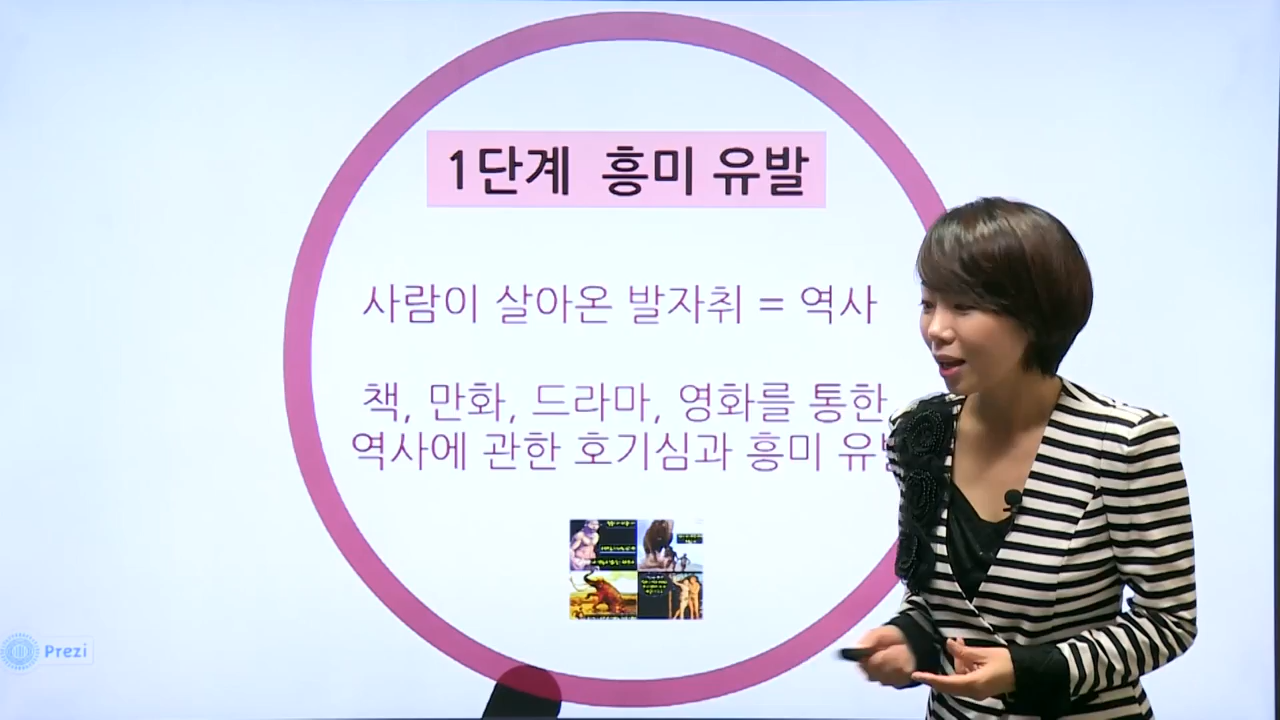 1단계 흥미 유발
사람이 살아온 발자취 = 역사
책, 만화, 드라마, 영화를 통한
역사에 관한 호기심과 흥미
Prezi